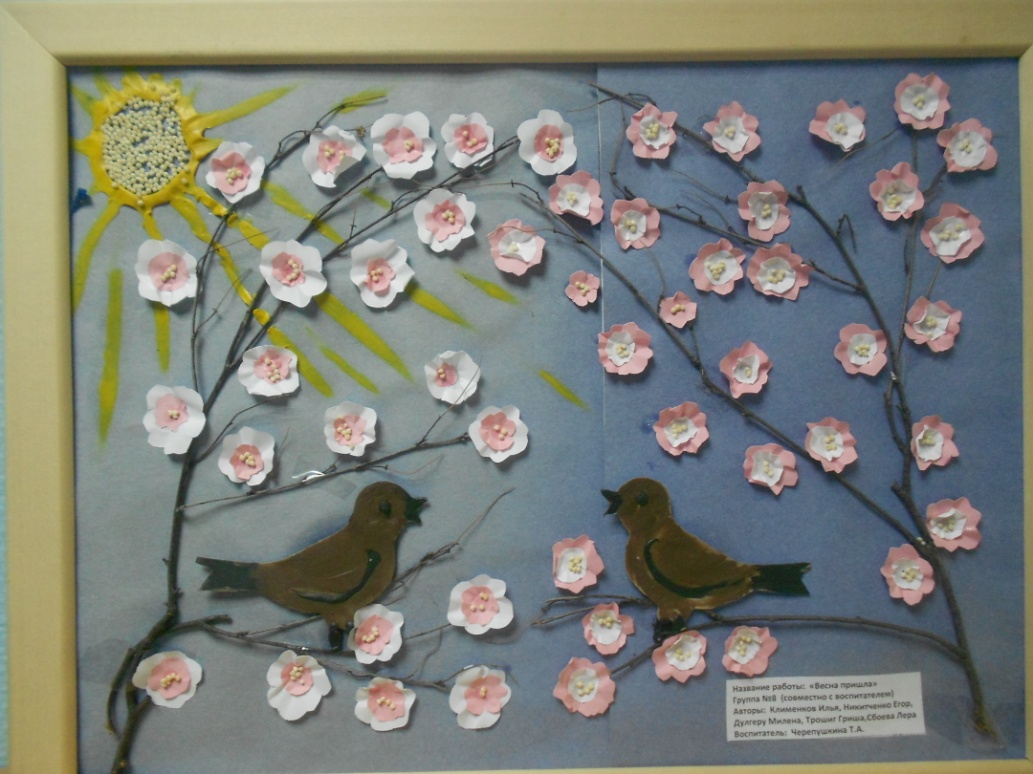 Название работы: «Весна пришла»
Группа №8 (совместно с воспитателем)
Авторы: Клименков Илья, Никитченко Егор,
Дулгеру Милена, Трошиг Гриша,Сбоева Лера
Воспитатель: Черепушкина Т.А.